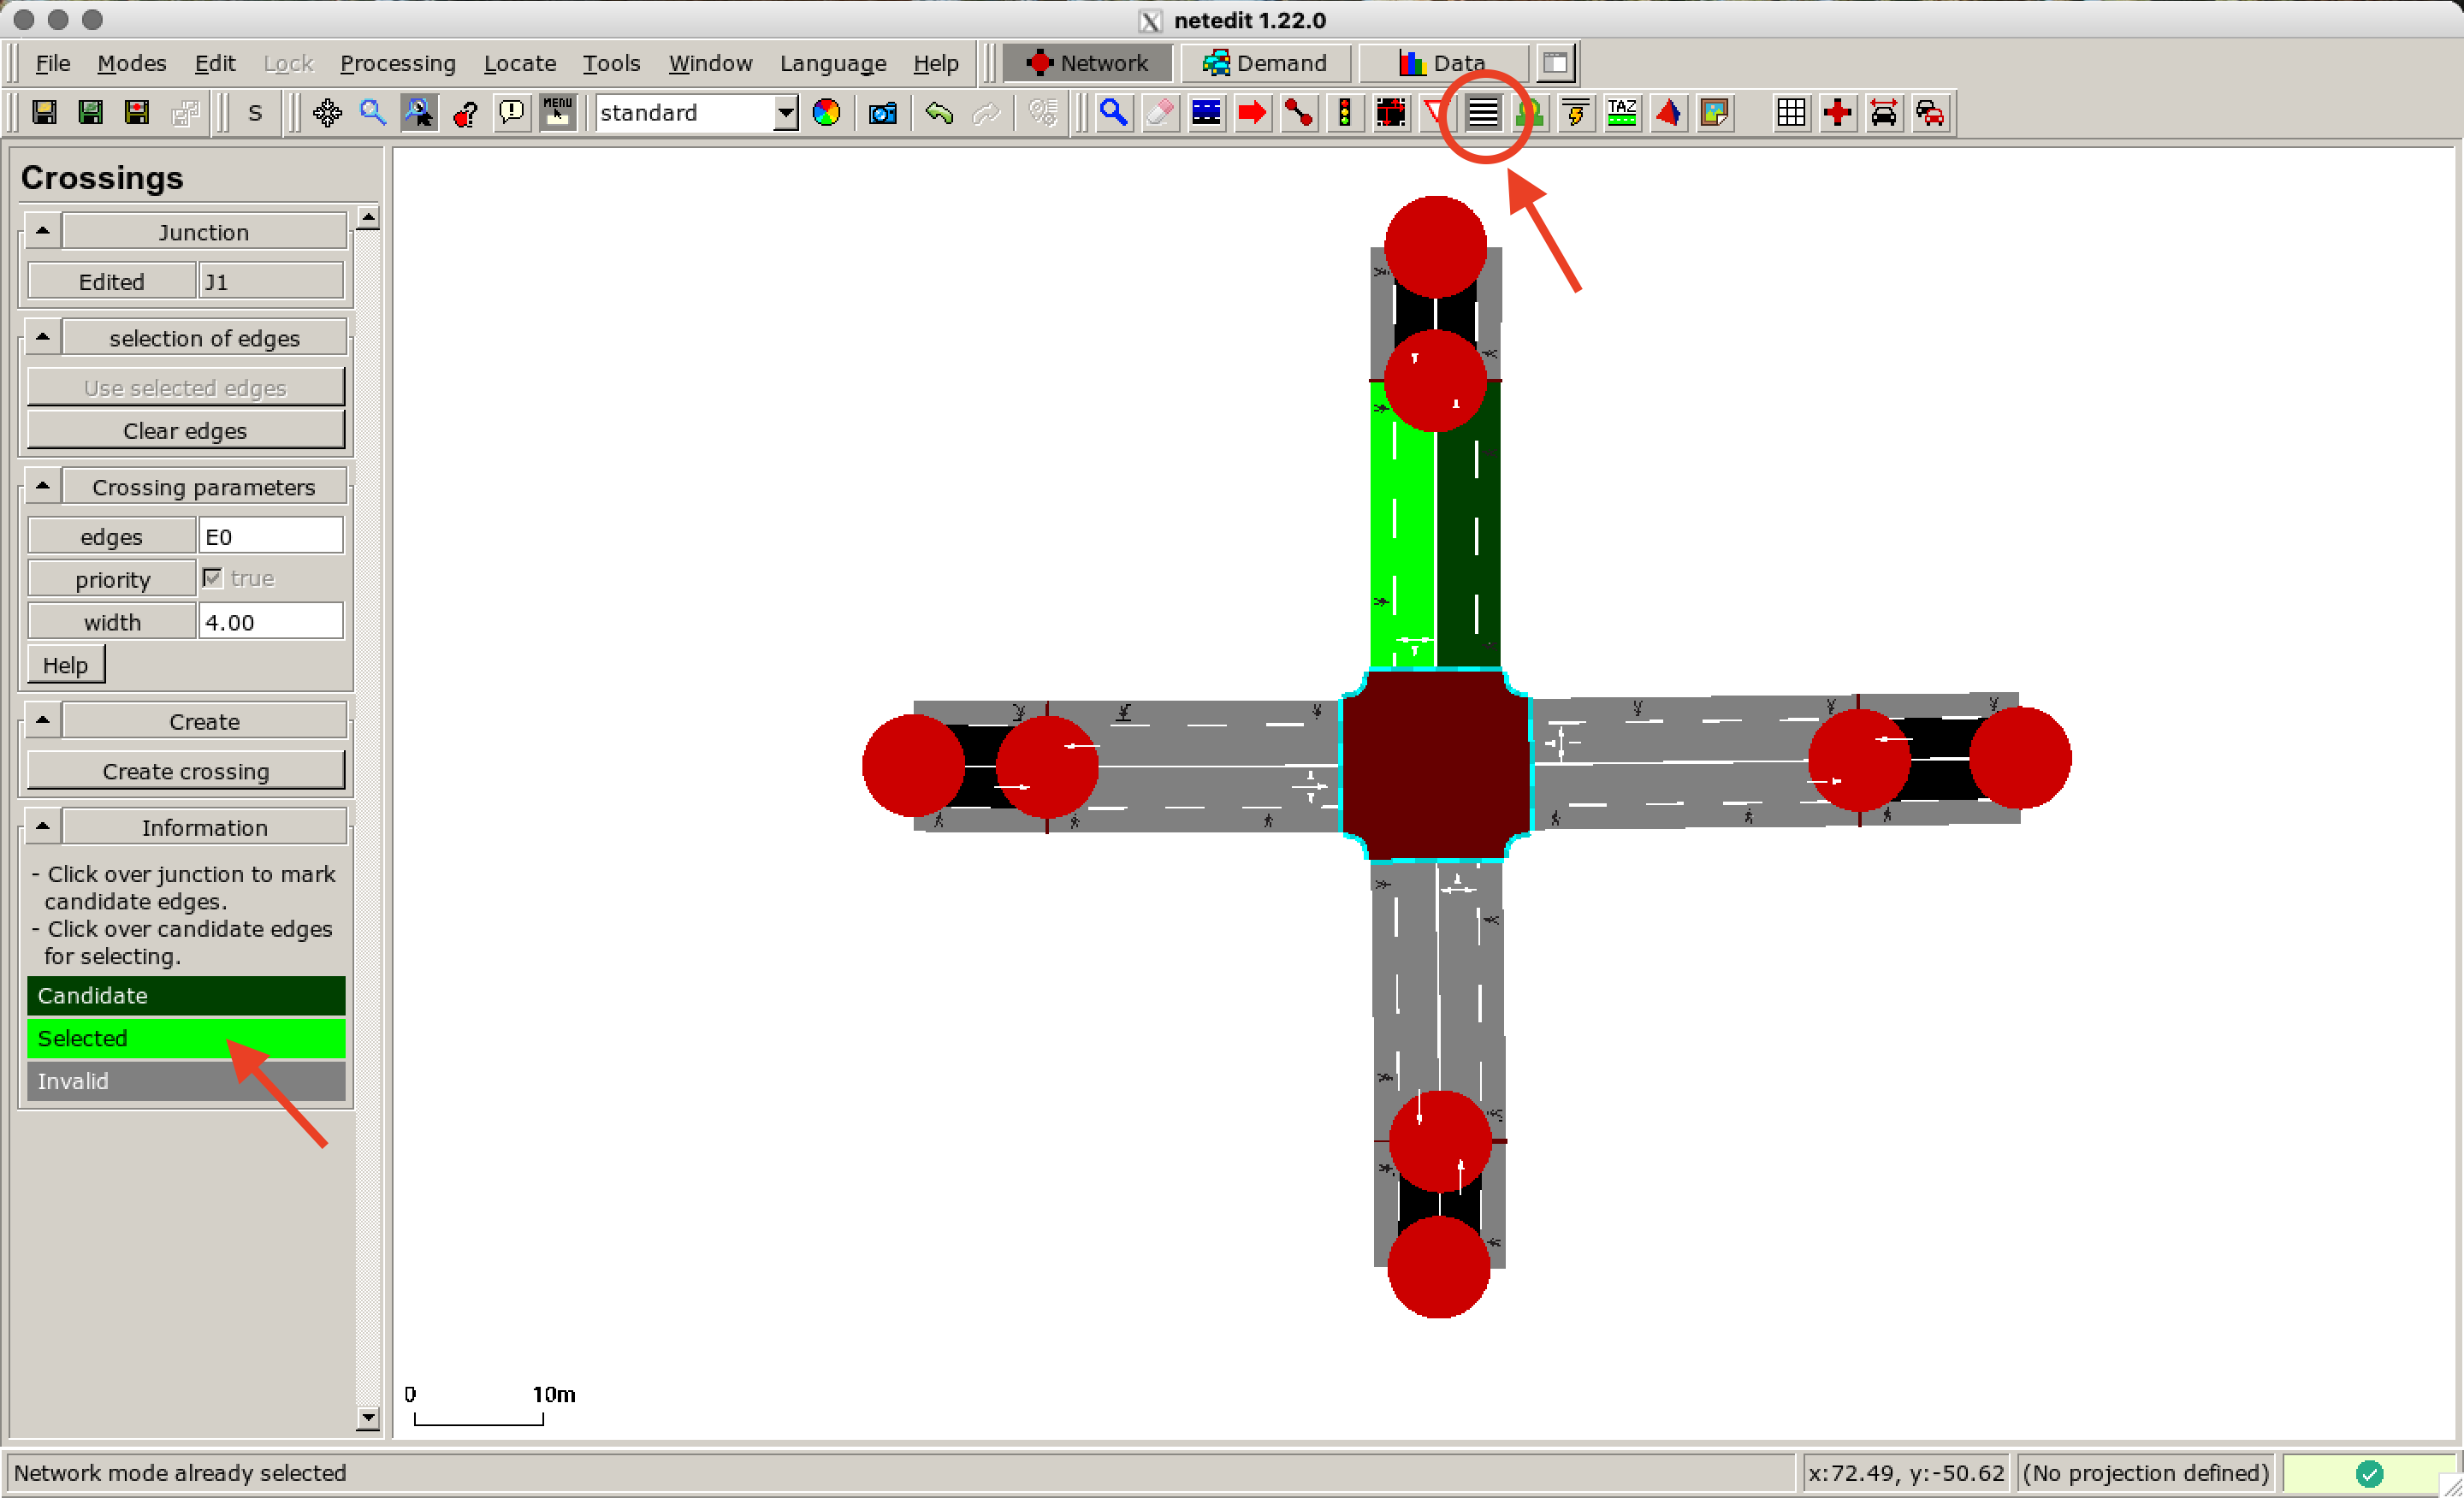 netedit 1.22.0
File Modes Edit Lock Processing Locate Tools Window Language Help
Network Demand Data
S MENU standard TAZ
Crossings
Junction
Edited J1
selection of edges
Use selected edges
Clear edges
Crossing parameters
edges E0
priority true
width 4.00
Help
Create
Create crossing
Information
- Click over junction to mark
candidate edges.
- Click over candidate edges
for selecting.
Candidate
Selected
Invalid
0 10m
Network mode already selected x:72.49, y:-50.62 (No projection defined)